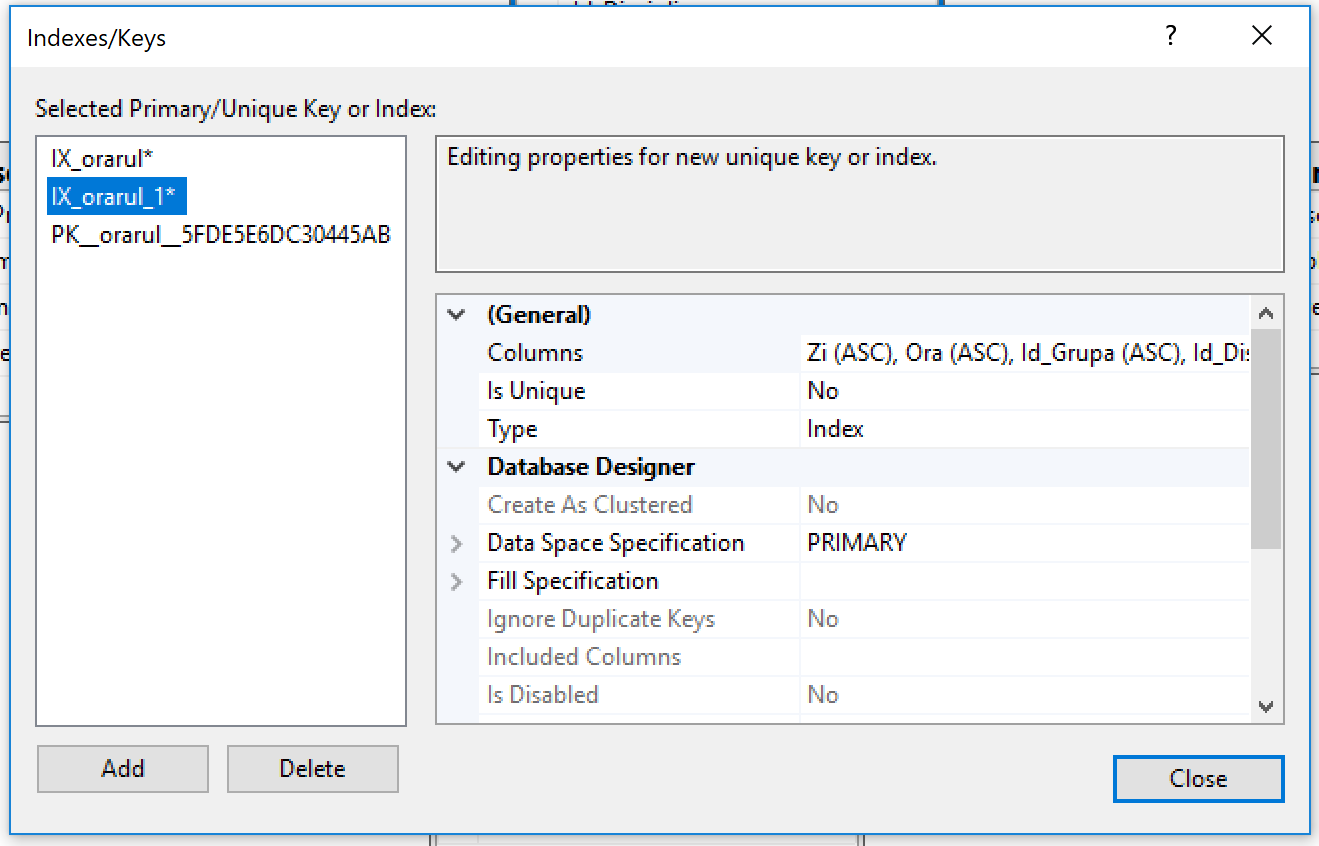 Indexes/Keys
?
Selected Primary/Unique Key or Index:
IX_orarul*
IX_orarul_1*
PK__orarul__5FDE5E6DC30445AB
Editing properties for new unique key or index.
(General)
Columns Zi (ASC), Ora (ASC), Id_Grupa (ASC), Id_Dis
Is Unique No
Type Index
Database Designer
Create As Clustered No
Data Space Specification PRIMARY
Fill Specification
Ignore Duplicate Keys No
Included Columns
Is Disabled No
Add
Delete
Close